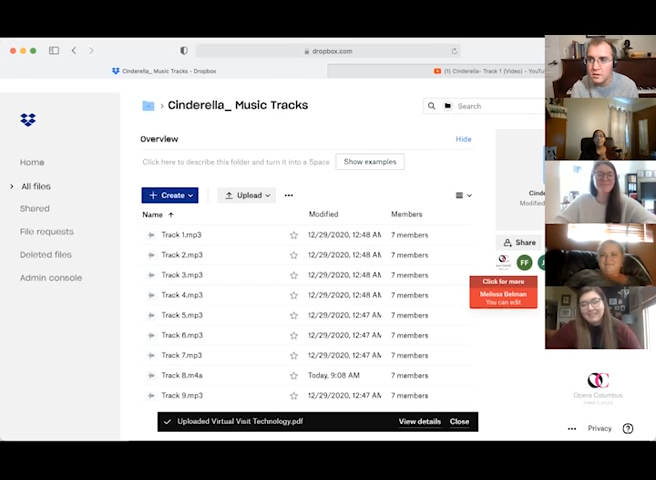 dropbox.com
Cinderella_ Music Tracks - Dropbox
(1) Cinderella- Track 1 (Video) - YouTu
Cinderella_ Music Tracks
Search
Overview
Hide
Click here to describe this folder and turn it into a Space
Show examples
Home
All files
Shared
File requests
Deleted files
Admin console
+ Create
Upload
Name ↑ Modified Members
Track 1.mp3 12/29/2020, 12:48 AM 7 members
Track 2.mp3 12/29/2020, 12:48 AM 7 members
Track 3.mp3 12/29/2020, 12:48 AM 7 members
Track 4.mp3 12/29/2020, 12:48 AM 7 members
Track 5.mp3 12/29/2020, 12:47 AM 7 members
Track 6.mp3 12/29/2020, 12:47 AM 7 members
Track 7.mp3 12/29/2020, 12:47 AM 7 members
Track 8.m4a Today, 9:08 AM 7 members
Track 9.mp3 12/29/2020, 12:47 AM 7 members
Cinde
Modified
Share
FF
Click for more
Melissa Belman
You can edit
Uploaded Virtual Visit Technology.pdf
View details
Close
Opera Columbus
Privacy